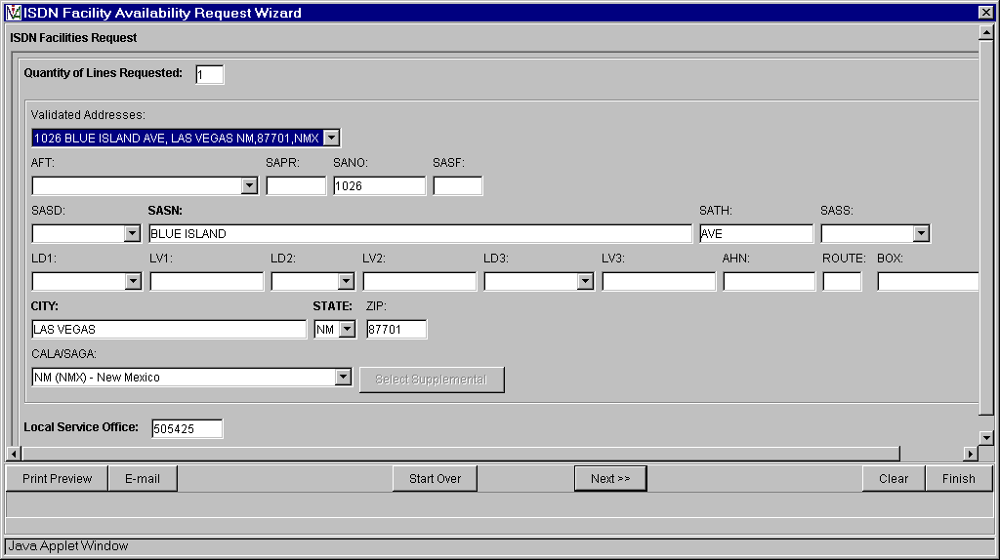 ISDN Facility Availability Request Wizard
ISDN Facilities Request
Quantity of Lines Requested: 1
Validated Addresses:
1026 BLUE ISLAND AVE, LAS VEGAS NM,87701,NMX
AFT: SAPR: SANO: SASF:
1026
SASD: SASN: SATH: SASS:
BLUE ISLAND AVE
LD1: LV1: LD2: LV2: LD3: LV3: AHN: ROUTE: BOX:
CITY: STATE: ZIP:
LAS VEGAS NM 87701
CALA/SAGA:
NM (NMX) - New Mexico Select Supplemental
Local Service Office: 505425
Print Preview E-mail Start Over Next >> Clear Finish
Java Applet Window